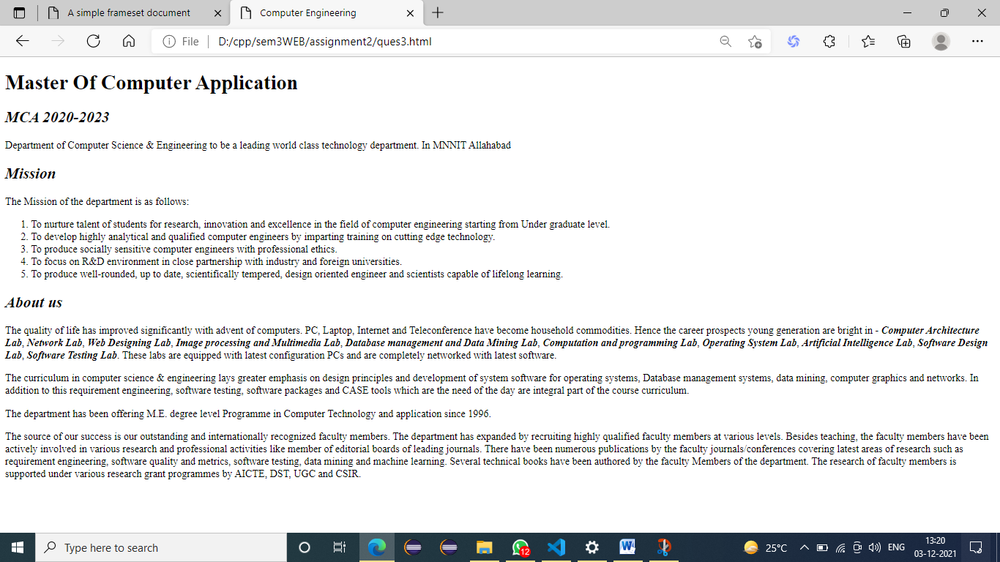 A simple frameset document
Computer Engineering
File
D:/cpp/sem3WEB/assignment2/ques3.html
Master Of Computer Application
MCA 2020-2023
Department of Computer Science & Engineering to be a leading world class technology department. In MNNIT Allahabad
Mission
The Mission of the department is as follows:
1. To nurture talent of students for research, innovation and excellence in the field of computer engineering starting from Under graduate level.
2. To develop highly analytical and qualified computer engineers by imparting training on cutting edge technology.
3. To produce socially sensitive computer engineers with professional ethics.
4. To focus on R&D environment in close partnership with industry and foreign universities.
5. To produce well-rounded, up to date, scientifically tempered, design oriented engineer and scientists capable of lifelong learning.
About us
The quality of life has improved significantly with advent of computers. PC, Laptop, Internet and Teleconference have become household commodities. Hence the career prospects young generation are bright in - Computer Architecture
Lab, Network Lab, Web Designing Lab, Image processing and Multimedia Lab, Database management and Data Mining Lab, Computation and programming Lab, Operating System Lab, Artificial Intelligence Lab, Software Design
Lab, Software Testing Lab. These labs are equipped with latest configuration PCs and are completely networked with latest software.
The curriculum in computer science & engineering lays greater emphasis on design principles and development of system software for operating systems, Database management systems, data mining, computer graphics and networks. In
addition to this requirement engineering, software testing, software packages and CASE tools which are the need of the day are integral part of the course curriculum.
The department has been offering M.E. degree level Programme in Computer Technology and application since 1996.
The source of our success is our outstanding and internationally recognized faculty members. The department has expanded by recruiting highly qualified faculty members at various levels. Besides teaching, the faculty members have been
actively involved in various research and professional activities like member of editorial boards of leading journals. There have been numerous publications by the faculty journals/conferences covering latest areas of research such as
requirement engineering, software quality and metrics, software testing, data mining and machine learning. Several technical books have been authored by the faculty Members of the department. The research of faculty members is
supported under various research grant programmes by AICTE, DST, UGC and CSIR.
Type here to search
12
25°C
ENG
13:20
03-12-2021